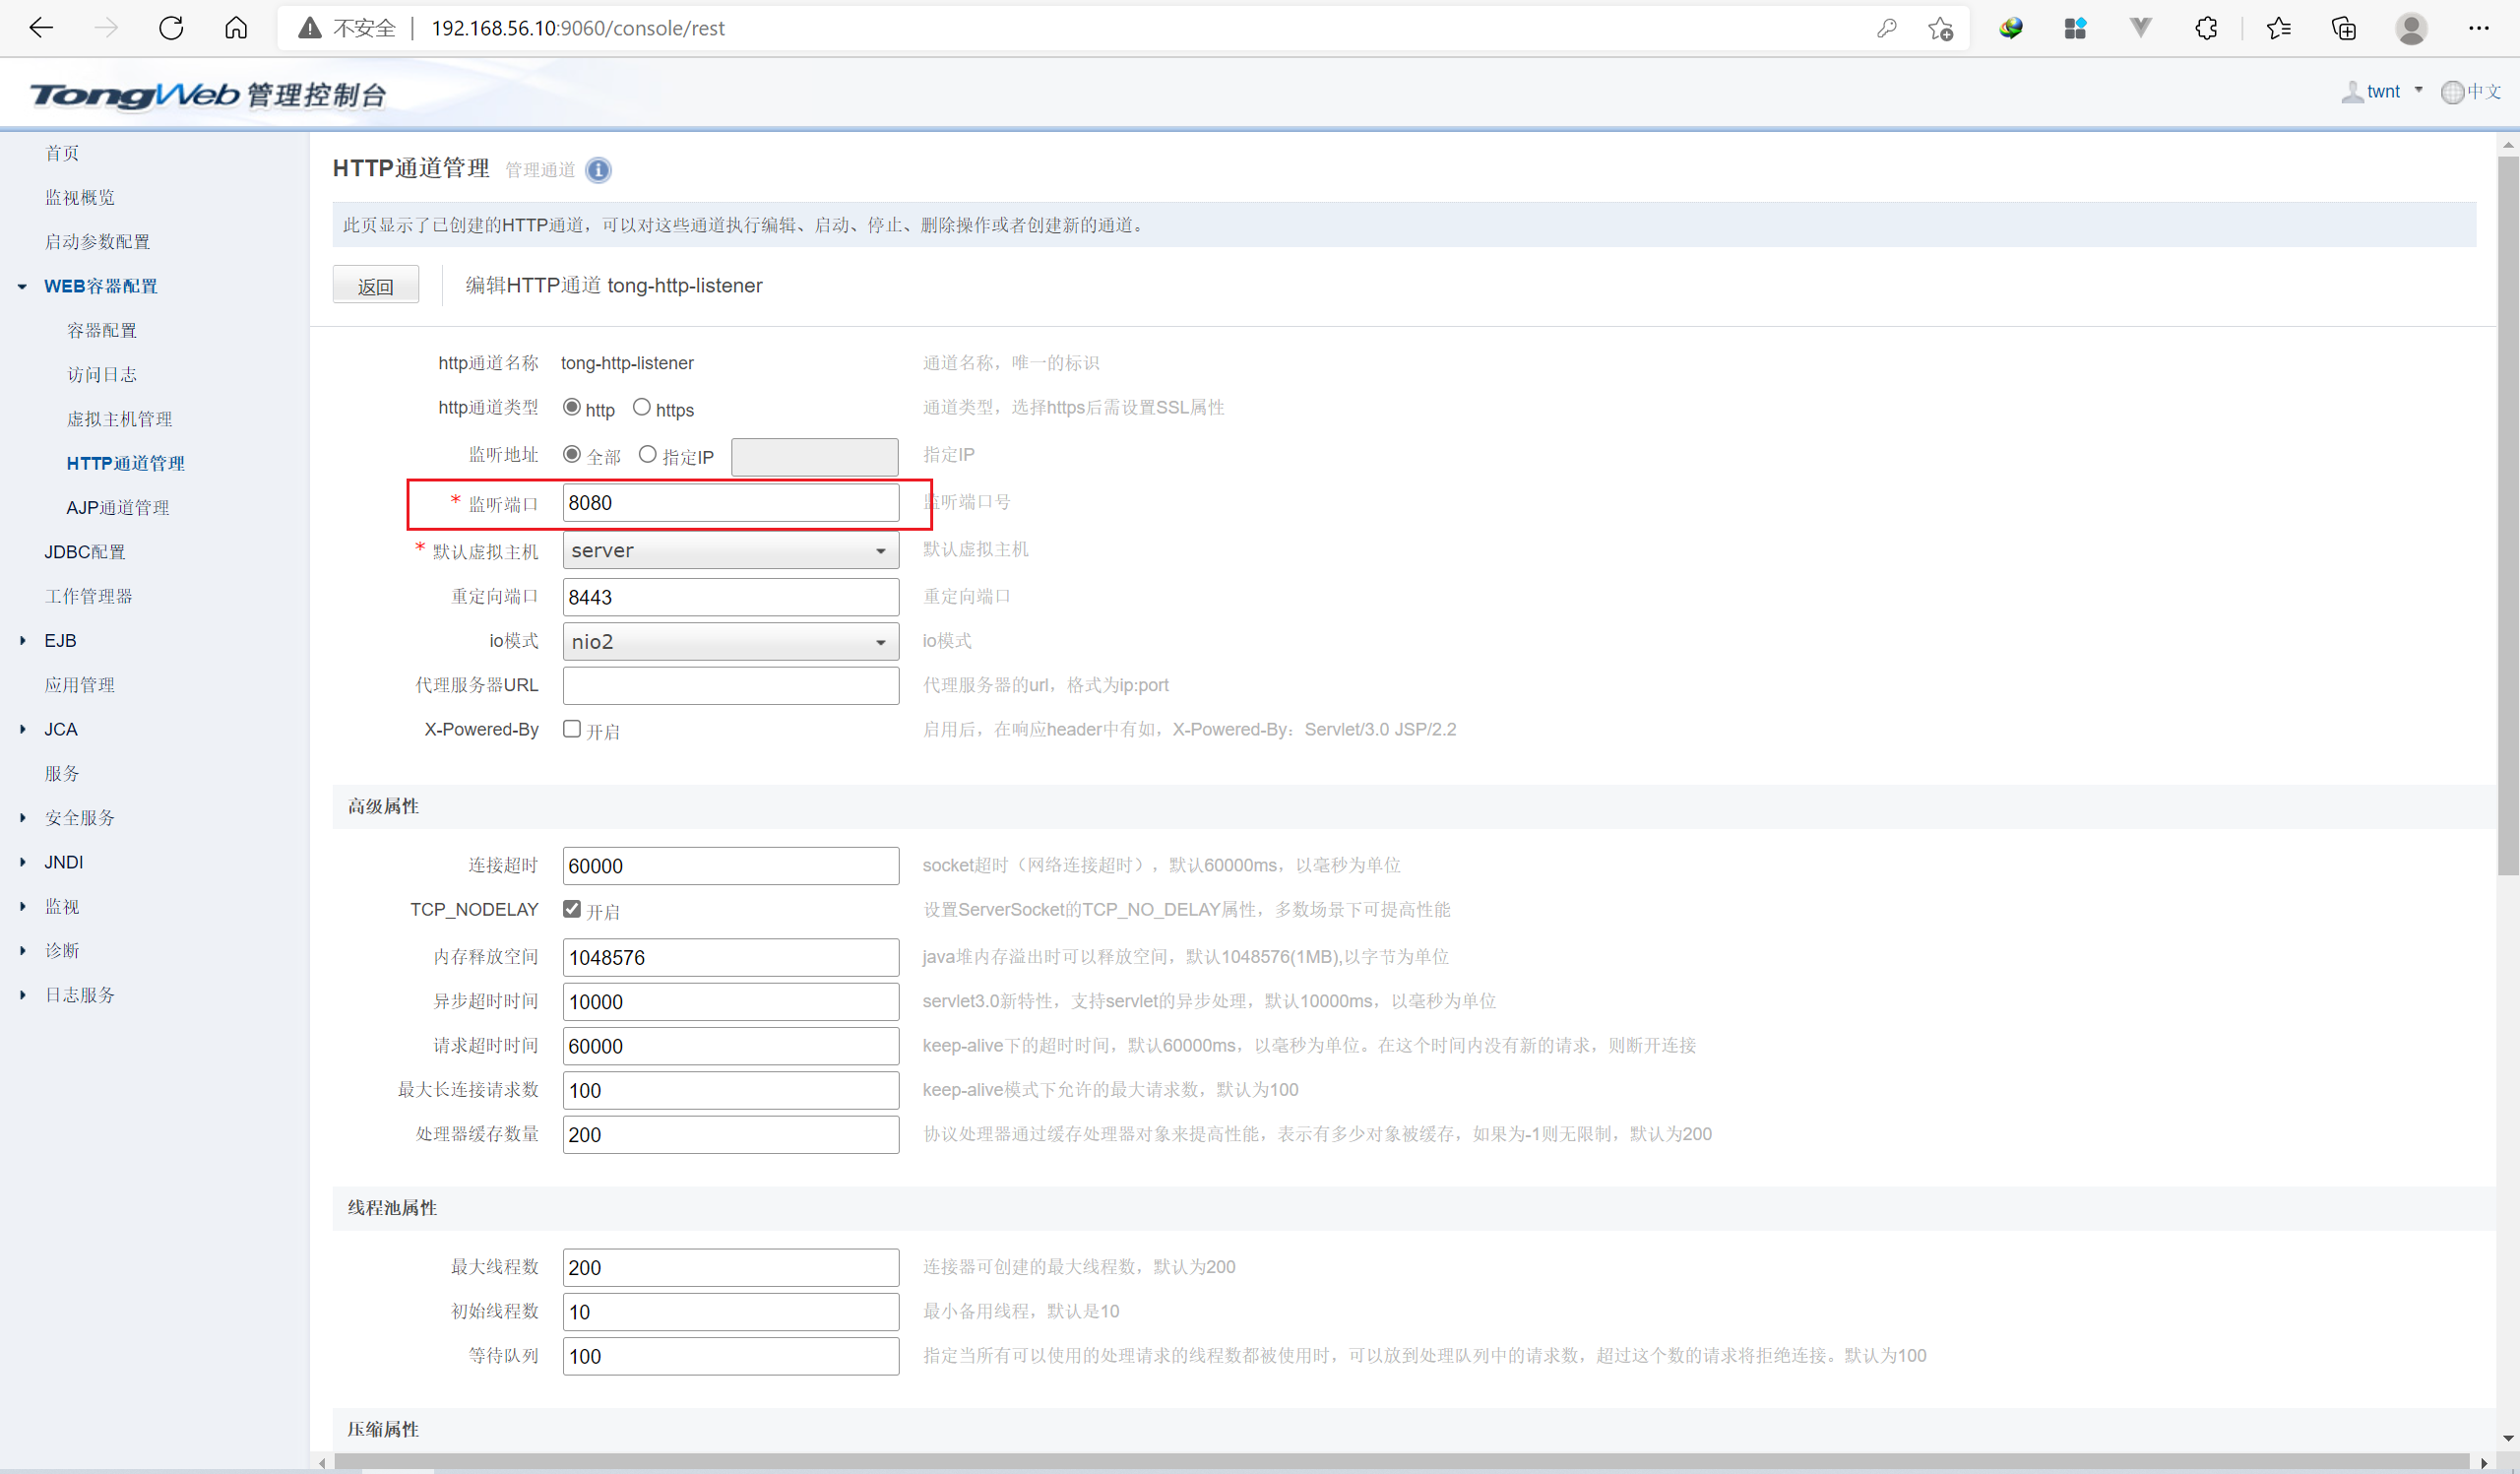 不安全 | 192.168.56.10:9060/console/rest
TongWeb 管理控制台
twnt 中文
首页
监视概览
启动参数配置
WEB容器配置
容器配置
访问日志
虚拟主机管理
HTTP通道管理
AJP通道管理
JDBC配置
工作管理器
EJB
应用管理
JCA
服务
安全服务
JNDI
监视
诊断
日志服务
HTTP通道管理 管理通道
此页显示了已创建的HTTP通道，可以对这些通道执行编辑、启动、停止、删除操作或者创建新的通道。
返回 编辑HTTP通道 tong-http-listener
http通道名称 tong-http-listener 通道名称，唯一的标识
http通道类型 http https 通道类型，选择https后需设置SSL属性
监听地址 全部 指定IP 指定IP
* 监听端口 8080 监听端口号
* 默认虚拟主机 server 默认虚拟主机
重定向端口 8443 重定向端口
io模式 nio2 io模式
代理服务器URL 代理服务器的url，格式为ip:port
X-Powered-By 开启 启用后，在响应header中有如，X-Powered-By：Servlet/3.0 JSP/2.2
高级属性
连接超时 60000 socket超时（网络连接超时），默认60000ms，以毫秒为单位
TCP_NODELAY 开启 设置ServerSocket的TCP_NO_DELAY属性，多数场景下可提高性能
内存释放空间 1048576 java堆内存溢出时可以释放空间，默认1048576(1MB),以字节为单位
异步超时时间 10000 servlet3.0新特性，支持servlet的异步处理，默认10000ms，以毫秒为单位
请求超时时间 60000 keep-alive下的超时时间，默认60000ms，以毫秒为单位。在这个时间内没有新的请求，则断开连接
最大长连接请求数 100 keep-alive模式下允许的最大请求数，默认为100
处理器缓存数量 200 协议处理器通过缓存处理器对象来提高性能，表示有多少对象被缓存，如果为-1则无限制，默认为200
线程池属性
最大线程数 200 连接器可创建的最大线程数，默认为200
初始线程数 10 最小备用线程，默认是10
等待队列 100 指定当所有可以使用的处理请求的线程数都被使用时，可以放到处理队列中的请求数，超过这个数的请求将拒绝连接。默认为100
压缩属性